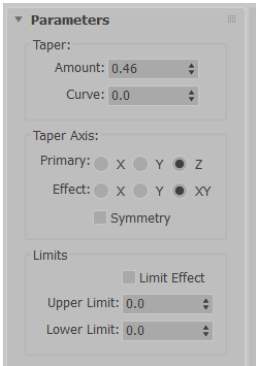 Parameters
Taper:
Amount: 0.46
Curve: 0.0
Taper Axis:
Primary: X Y Z
Effect: X Y XY
Symmetry
Limits
Limit Effect
Upper Limit: 0.0
Lower Limit: 0.0